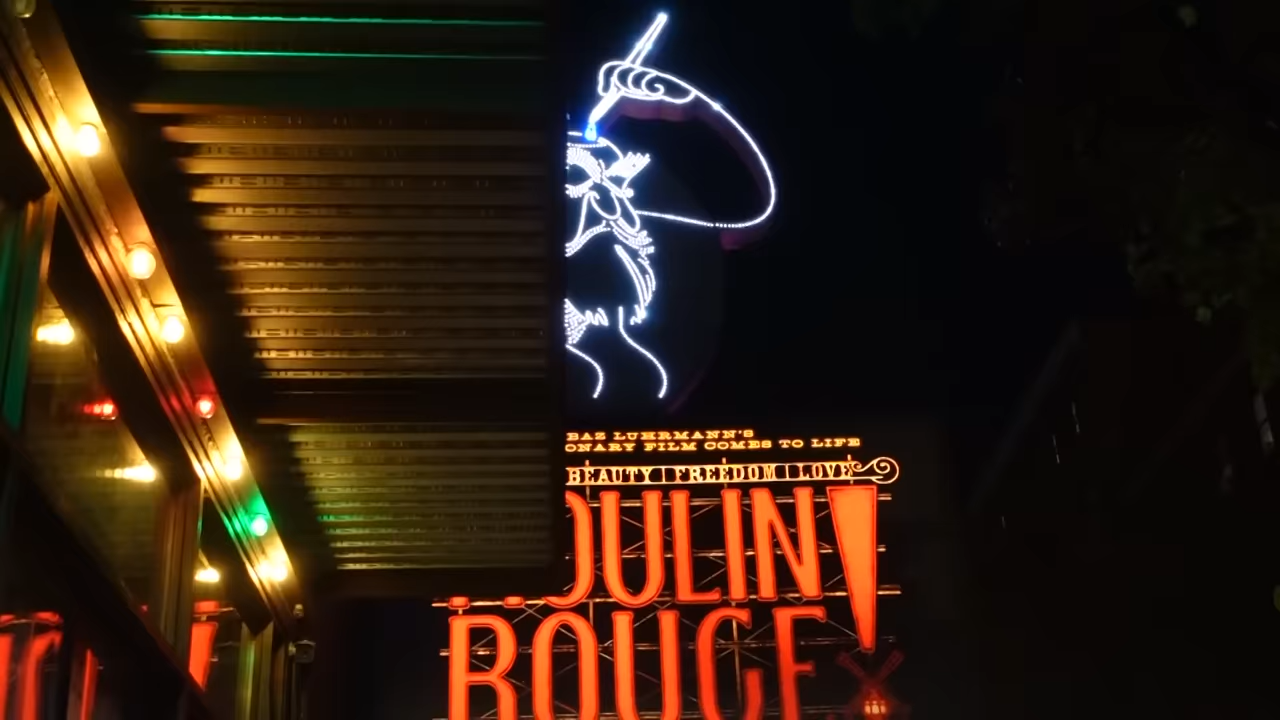 BAZ LUHRMANN'S
ONARY FILM COMES TO LIFE
BEAUTY FREEDOM LOVE
OULIN
ROUGE